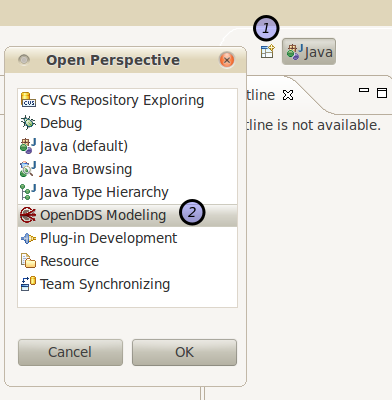 1
Java
Open Perspective
tline
CVS Repository Exploring
tline is not available.
Debug
Java (default)
Java Browsing
Java Type Hierarchy
OpenDDS Modeling 2
Plug-in Development
Resource
Team Synchronizing
Cancel OK